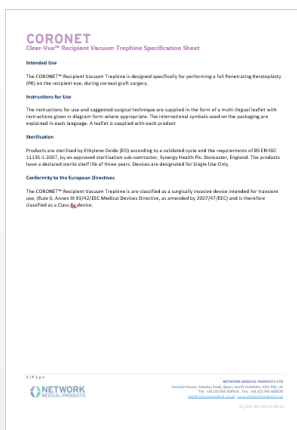 CORONET
Clear-Vue™ Recipient Vacuum Trephine Specification Sheet
Intended Use
The CORONET™ Recipient Vacuum Trephine is designed specifically for performing a full Penetrating Keratoplasty
(PK) on the recipient eye, during corneal graft surgery.
Instructions for Use
The instructions for use and suggested surgical technique are supplied in the form of a multi-lingual leaflet with
instructions given in diagram form where appropriate. The international symbols used on the packaging are
explained in each language. A leaflet is supplied with each product
Sterilisation
Products are sterilised by Ethylene Oxide (EO) according to a validated cycle and the requirements of BS EN ISO
11135-1:2007, by an approved sterilisation sub-contractor, Synergy Health Plc. Doncaster, England. The products
have a declared sterile shelf life of three years. Devices are designated for Single Use Only.
Conformity to the European Directives
The CORONET™ Recipient Vacuum Trephine are classified as a surgically invasive device intended for transient
use, (Rule 6, Annex IX 93/42/EEC Medical Devices Directive, as amended by 2007/47/EEC) and is therefore
classified as a Class device.
Page
NETWORK
MEDICAL PRODUCTS
NETWORK MEDICAL PRODUCTS LTD